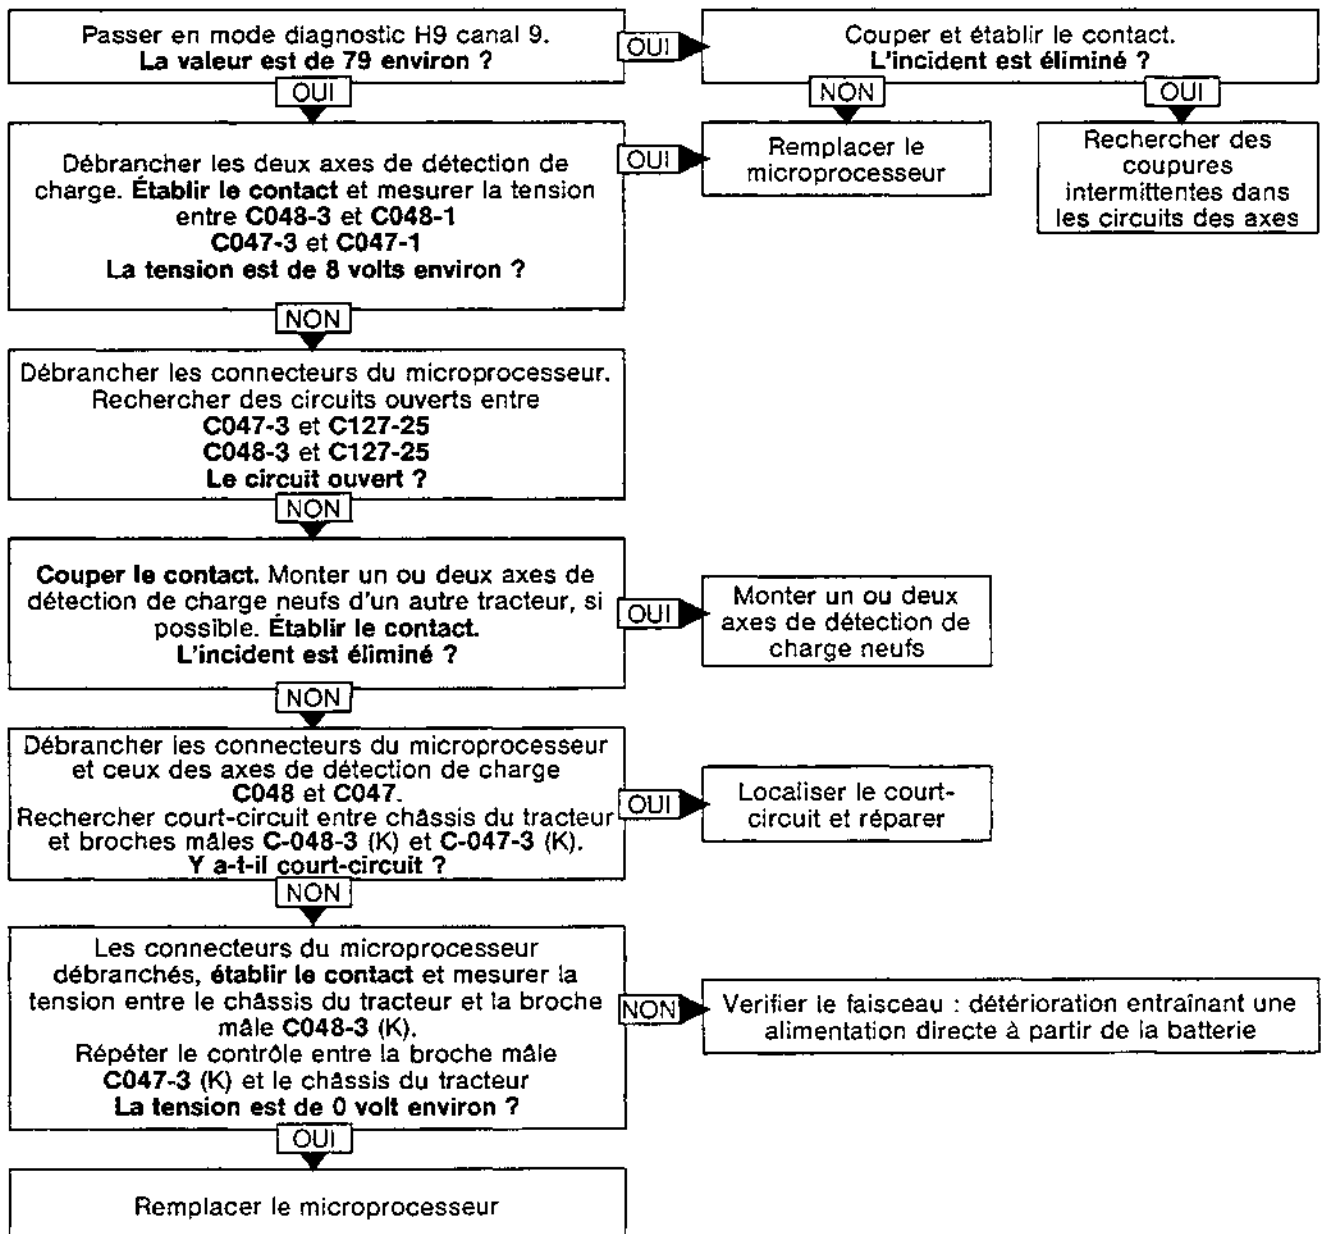 Passer en mode diagnostic H9 canal 9.
La valeur est de 79 environ ?
OUI
Couper et établir le contact.
L'incident est éliminé ?
OUI
NON
OUI
Débrancher les deux axes de détection de
charge. Établir le contact et mesurer la tension
entre C048-3 et C048-1
C047-3 et C047-1
La tension est de 8 volts environ ?
OUI
Remplacer le
microprocesseur
Rechercher des
coupures
intermittentes dans
les circuits des axes
NON
Débrancher les connecteurs du microprocesseur.
Rechercher des circuits ouverts entre
C047-3 et C127-25
C048-3 et C127-25
Le circuit ouvert ?
NON
Couper le contact. Monter un ou deux axes de
détection de charge neufs d'un autre tracteur, si
possible. Établir le contact.
L'incident est éliminé ?
OUI
Monter un ou deux
axes de détection de
charge neufs
NON
Débrancher les connecteurs du microprocesseur
et ceux des axes de détection de charge
C048 et C047.
Rechercher court-circuit entre châssis du tracteur
et broches mâles C-048-3 (K) et C-047-3 (K).
Y a-t-il court-circuit ?
OUI
Localiser le court-
circuit et réparer
NON
Les connecteurs du microprocesseur
débranchés, établir le contact et mesurer la
tension entre le châssis du tracteur et la broche
mâle C048-3 (K).
Répéter le contrôle entre la broche mâle
C047-3 (K) et le châssis du tracteur
La tension est de 0 volt environ ?
NON
Verifier le faisceau : détérioration entraînant une
alimentation directe à partir de la batterie
OUI
Remplacer le microprocesseur